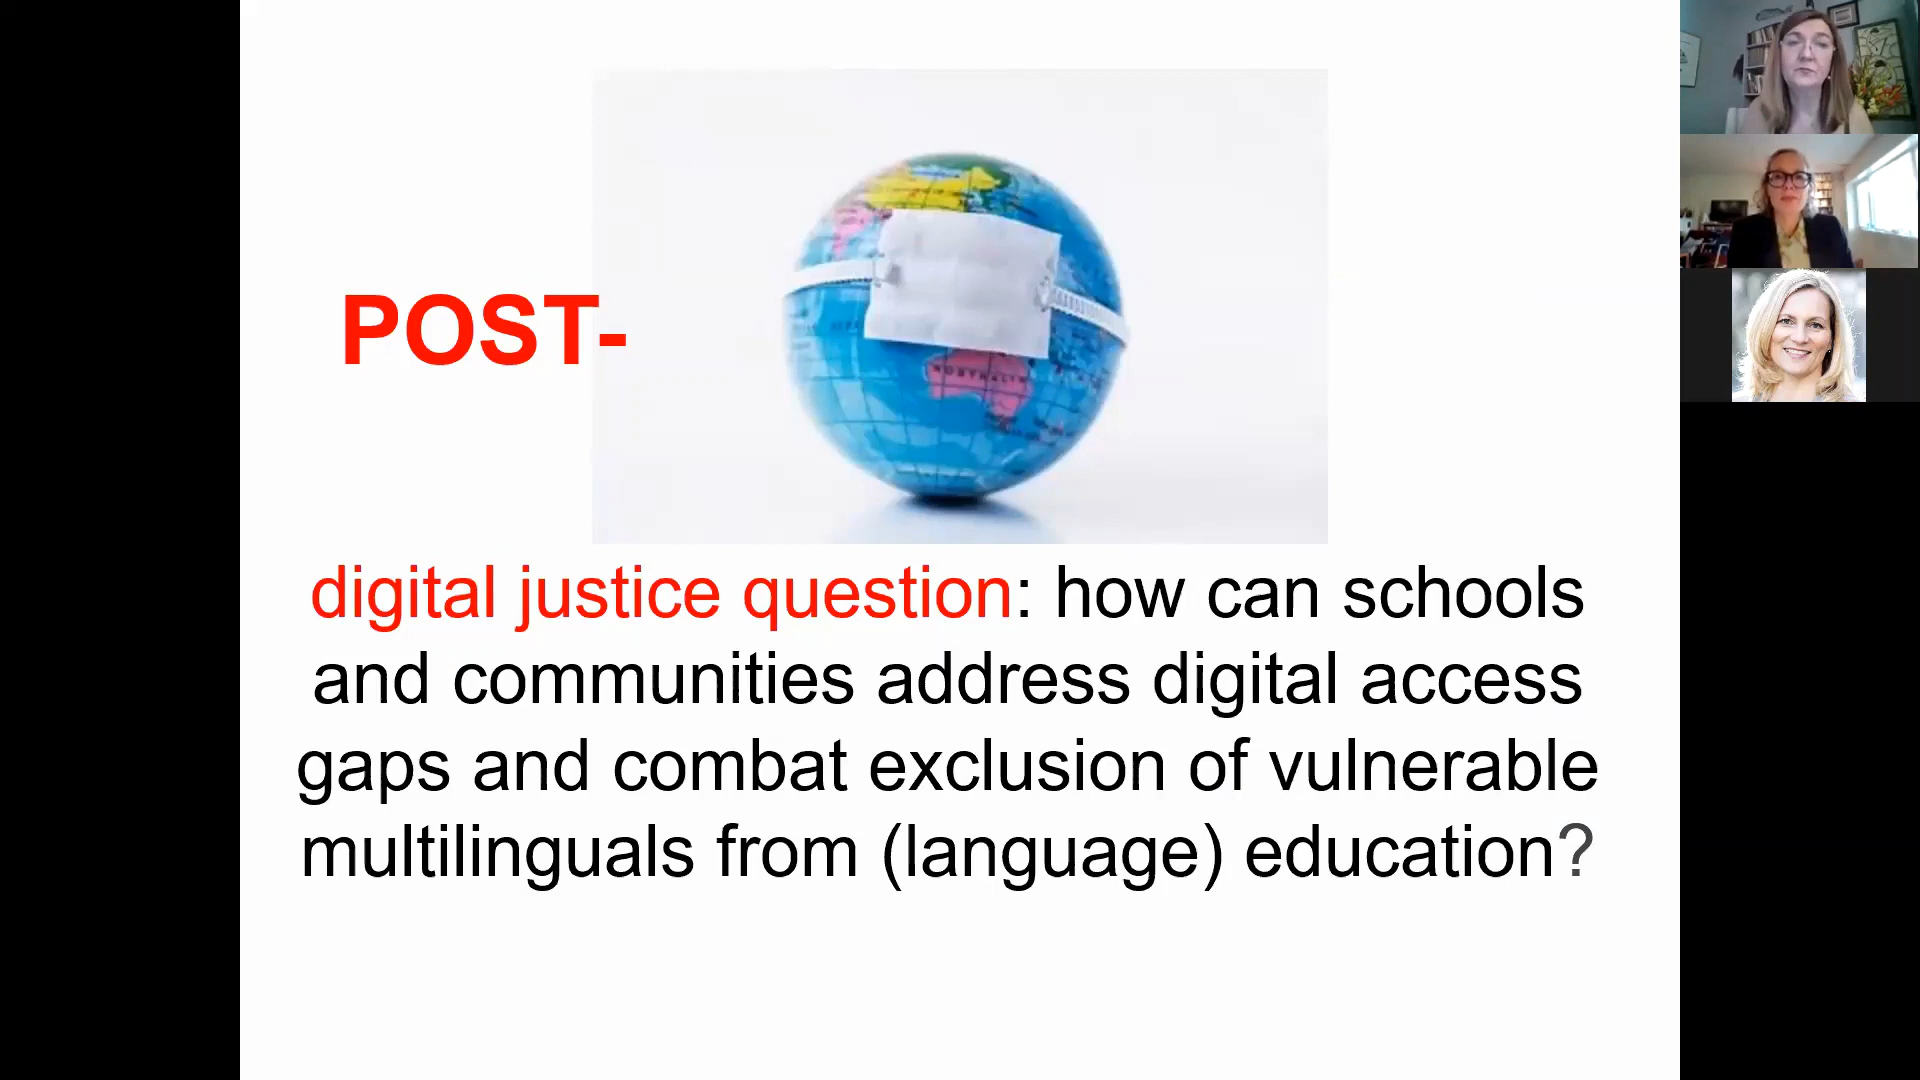 POST-
AUSTRALIA
digital justice question: how can schools
and communities address digital access
gaps and combat exclusion of vulnerable
multilinguals from (language) education?